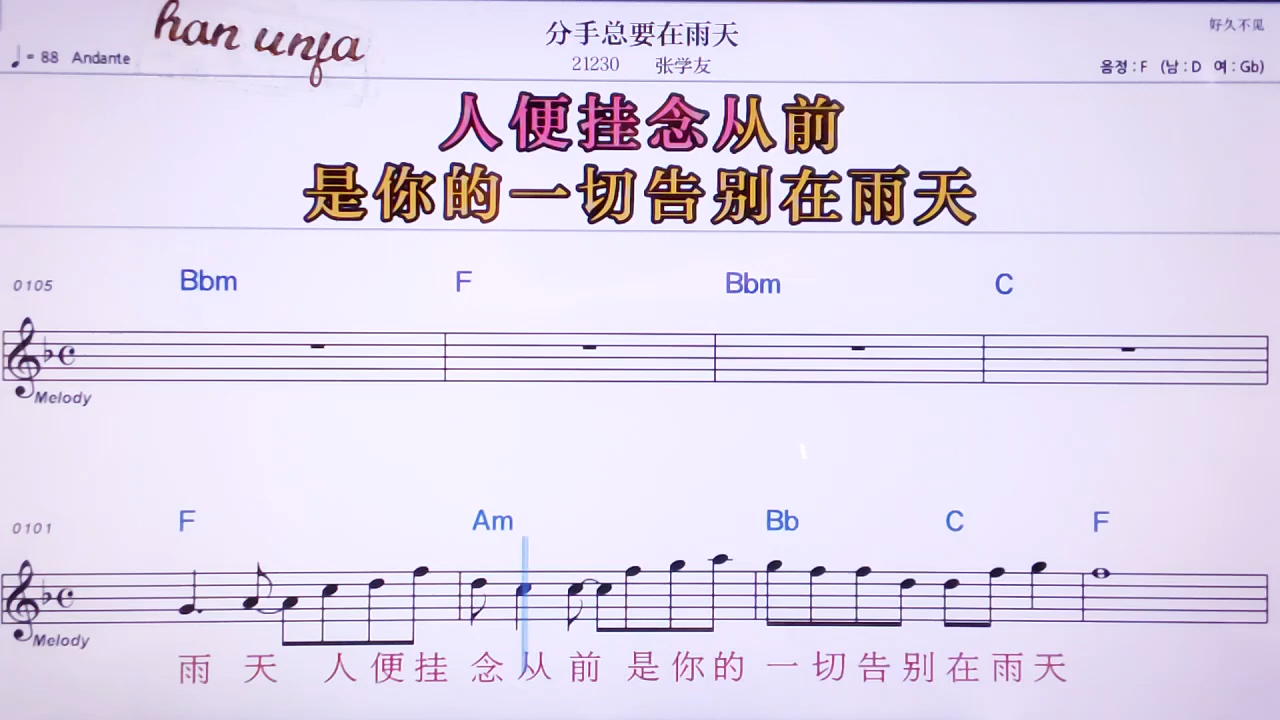 han unfa
分手总要在雨天
好久不见
♩ = 88 Andante
21230 张学友
음정 : F (남 : D 여 : Gb)
人便挂念从前
是你的一切告别在雨天
0105 Bbm F Bbm C
Melody
0101 F Am Bb C F
Melody
雨 天 人便挂 念 从 前 是你的 一切告别在雨天